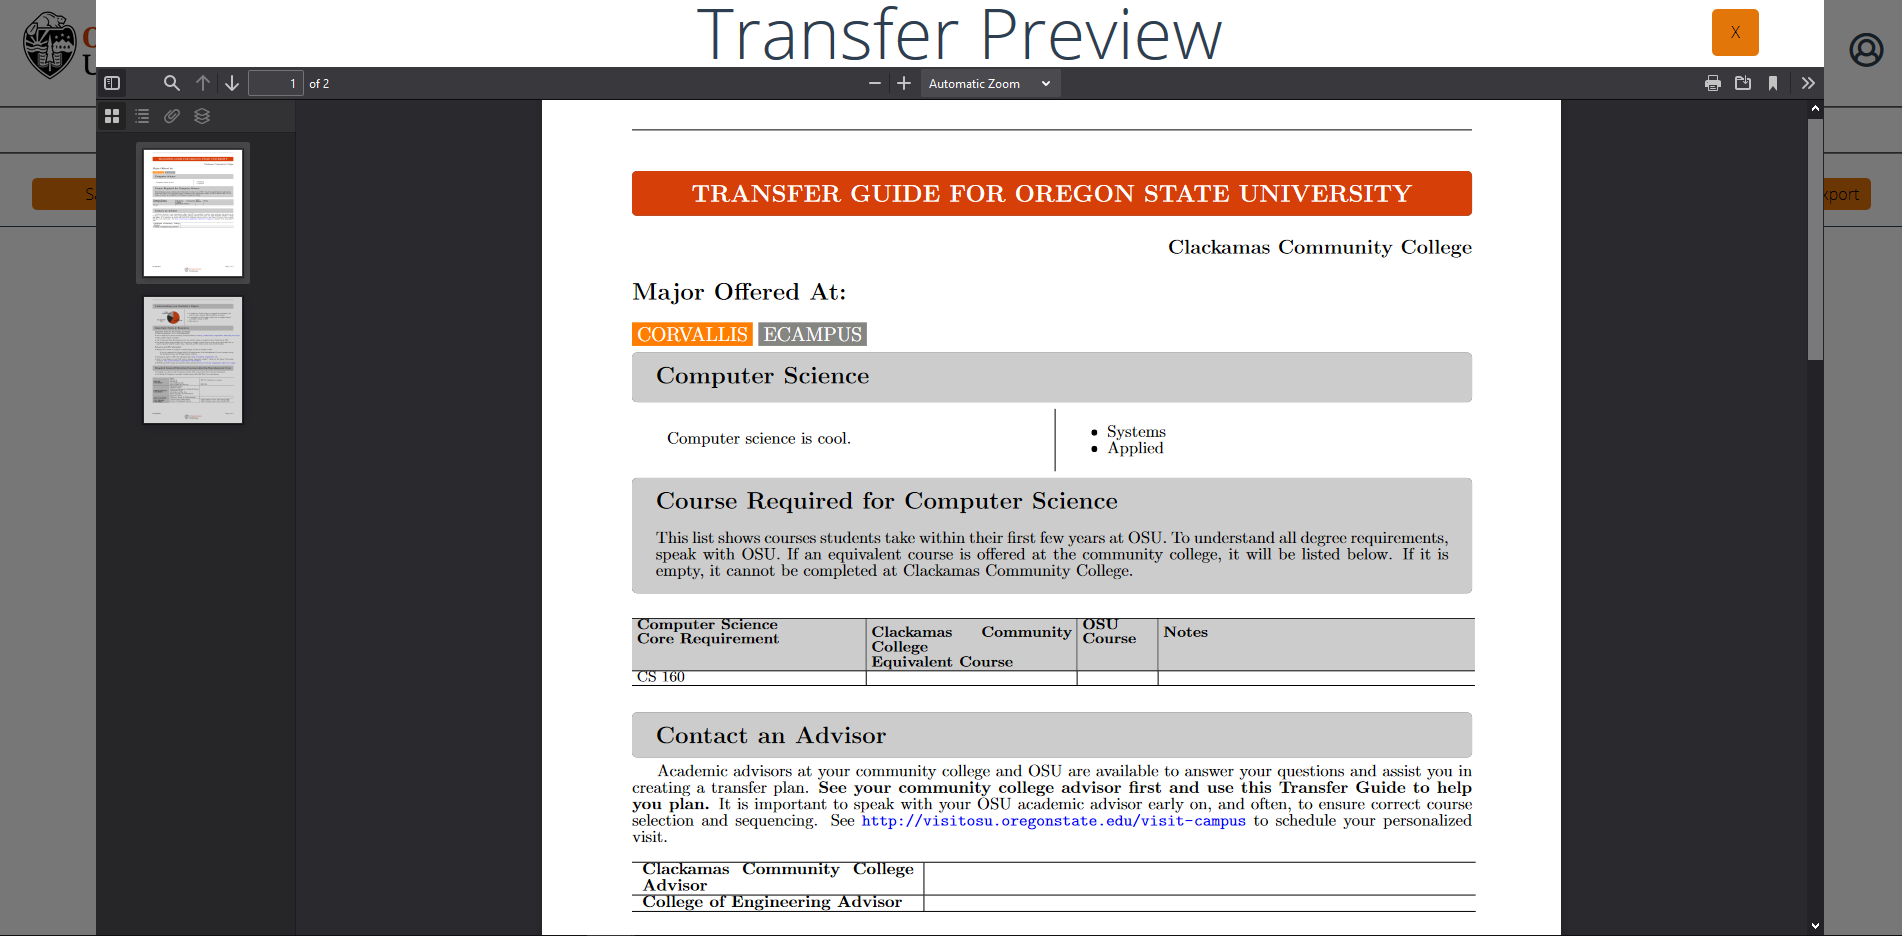 Transfer Preview
X
1 of 2
Automatic Zoom
TRANSFER GUIDE FOR OREGON STATE UNIVERSITY
Clackamas Community College
Major Offered At:
CORVALLIS ECAMPUS
Computer Science
Computer science is cool.
• Systems
• Applied
Course Required for Computer Science
This list shows courses students take within their first few years at OSU. To understand all degree requirements,
speak with OSU. If an equivalent course is offered at the community college, it will be listed below. If it is
empty, it cannot be completed at Clackamas Community College.
Computer Science
Core Requirement
Clackamas Community
College
Equivalent Course
OSU
Course
Notes
CS 160
Contact an Advisor
Academic advisors at your community college and OSU are available to answer your questions and assist you in
creating a transfer plan. See your community college advisor first and use this Transfer Guide to help
you plan. It is important to speak with your OSU academic advisor early on, and often, to ensure correct course
selection and sequencing. See http://visitosu.oregonstate.edu/visit-campus to schedule your personalized
visit.
Clackamas Community College
Advisor
College of Engineering Advisor